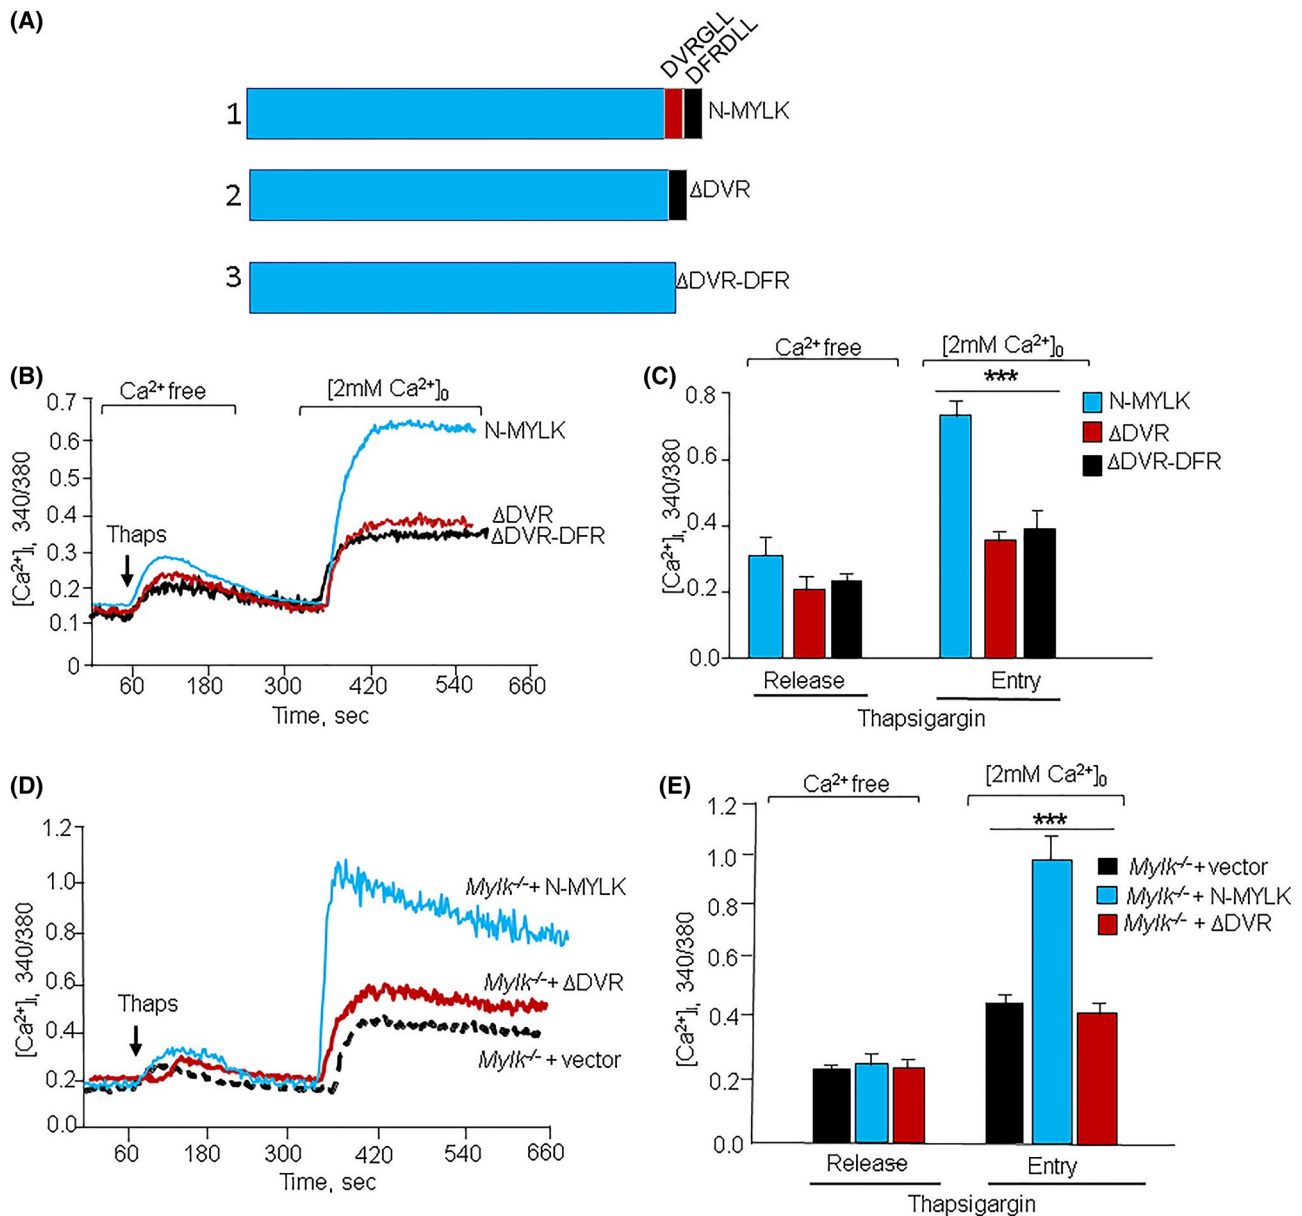 (A)
DVRGLL
DFRDLL
1
N-MYLK
2
ΔDVR
3
ΔDVR-DFR
(B)
Ca²⁺ free
[2mM Ca²⁺]₀
0.7
0.6
0.5
0.4
0.3
0.2
0.1
0
[Ca²⁺]ᵢ, 340/380
Thaps
N-MYLK
ΔDVR
ΔDVR-DFR
60 180 300 420 540 660
Time, sec
(C)
Ca²⁺ free
[2mM Ca²⁺]₀
***
0.8
0.6
0.4
0.2
0.0
[Ca²⁺]ᵢ, 340/380
N-MYLK
ΔDVR
ΔDVR-DFR
Release Entry
Thapsigargin
(D)
1.2
1.0
0.8
0.6
0.4
0.2
0.0
[Ca²⁺]ᵢ, 340/380
Thaps
Mylk⁻/⁻+ N-MYLK
Mylk⁻/⁻+ ΔDVR
Mylk⁻/⁻ + vector
60 180 300 420 540 660
Time, sec
(E)
Ca²⁺ free
[2mM Ca²⁺]₀
***
1.2
1.0
0.8
0.6
0.4
0.2
0.0
[Ca²⁺]ᵢ, 340/380
Mylk⁻/⁻ + vector
Mylk⁻/⁻ + N-MYLK
Mylk⁻/⁻ + ΔDVR
Release Entry
Thapsigargin